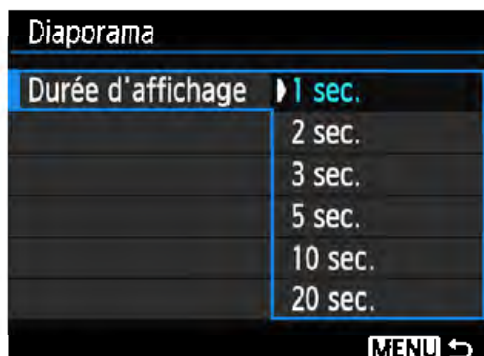 Diaporama
Durée d'affichage 1 sec.
2 sec.
3 sec.
5 sec.
10 sec.
20 sec.
MENU